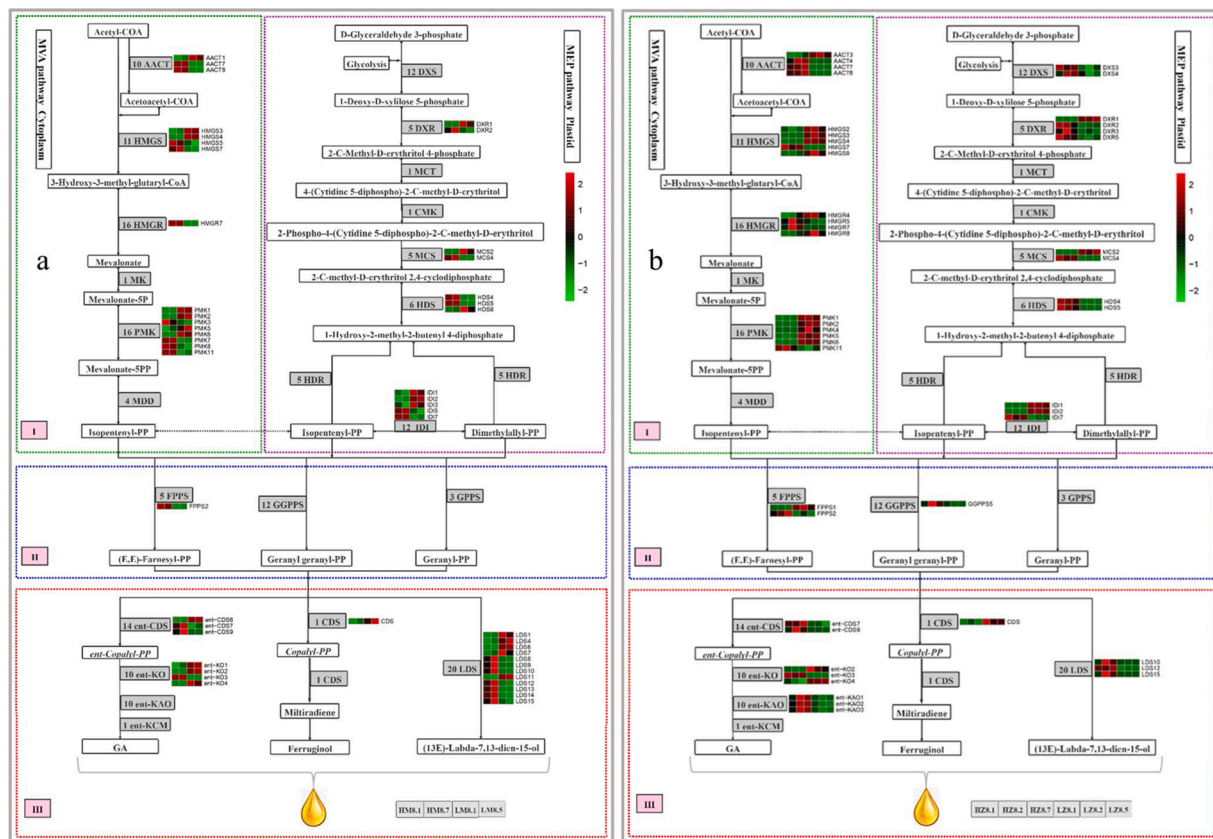 Acetyl-COA
MVA pathway Cytoplasm
10 AACT
AACT1
AACT7
AACT8
Acetoacetyl-COA
11 HMGS
HMGS3
HMGS4
HMGS5
HMGS7
3-Hydroxy-3-methyl-glutaryl-CoA
16 HMGR
HMGR7
a
Mevalonate
1 MK
Mevalonate-5P
16 PMK
PMK1
PMK2
PMK3
PMK5
PMK6
PMK7
PMK8
PMK11
Mevalonate-5PP
4 MDD
I
Isopentenyl-PP
D-Glyceraldehyde 3-phosphate
MEP pathway Plastid
Glycolysis
12 DXS
1-Deoxy-D-xylilose 5-phosphate
5 DXR
DXR1
DXR2
2-C-Methyl-D-erythritol 4-phosphate
1 MCT
4-(Cytidine 5-diphospho)-2-C-methyl-D-erythritol
1 CMK
2-Phospho-4-(Cytidine 5-diphospho)-2-C-methyl-D-erythritol
5 MCS
MCS2
MCS4
2-C-methyl-D-erythritol 2,4-cyclodiphosphate
6 HDS
HDS4
HDS5
HDS6
1-Hydroxy-2-methyl-2-butenyl 4-diphosphate
5 HDR
5 HDR
IDI1
IDI2
IDI3
IDI5
IDI7
12 IDI
Isopentenyl-PP
Dimethylallyl-PP
2
1
0
−1
−2
5 FPPS
FPPS2
12 GGPPS
3 GPPS
II
(E,E)-Farnesyl-PP
Geranyl geranyl-PP
Geranyl-PP
14 ent-CDS
ent-CDS6
ent-CDS7
ent-CDS9
ent-Copalyl-PP
10 ent-KO
ent-KO1
ent-KO2
ent-KO3
ent-KO4
10 ent-KAO
1 ent-KCM
GA
1 CDS
CDS
Copalyl-PP
1 CDS
Miltiradiene
Ferruginol
20 LDS
LDS1
LDS4
LDS6
LDS7
LDS8
LDS9
LDS10
LDS11
LDS12
LDS13
LDS14
LDS15
(13E)-Labda-7,13-dien-15-ol
III
HM8.1 HM8.7 LM8.1 LM8.5
Acetyl-COA
MVA pathway Cytoplasm
10 AACT
AACT3
AACT4
AACT7
AACT8
Acetoacetyl-COA
11 HMGS
HMGS2
HMGS3
HMGS4
HMGS7
HMGS9
3-Hydroxy-3-methyl-glutaryl-CoA
16 HMGR
HMGR4
HMGR5
HMGR7
HMGR8
b
Mevalonate
1 MK
Mevalonate-5P
16 PMK
PMK1
PMK2
PMK4
PMK5
PMK6
PMK11
Mevalonate-5PP
4 MDD
I
Isopentenyl-PP
D-Glyceraldehyde 3-phosphate
MEP pathway Plastid
Glycolysis
12 DXS
DXS3
DXS4
1-Deoxy-D-xylilose 5-phosphate
5 DXR
DXR1
DXR2
DXR3
DXR5
2-C-Methyl-D-erythritol 4-phosphate
1 MCT
4-(Cytidine 5-diphospho)-2-C-methyl-D-erythritol
1 CMK
2-Phospho-4-(Cytidine 5-diphospho)-2-C-methyl-D-erythritol
5 MCS
MCS2
MCS4
2-C-methyl-D-erythritol 2,4-cyclodiphosphate
6 HDS
HDS4
HDS5
1-Hydroxy-2-methyl-2-butenyl 4-diphosphate
5 HDR
5 HDR
IDI1
IDI2
IDI7
12 IDI
Isopentenyl-PP
Dimethylallyl-PP
2
1
0
−1
−2
5 FPPS
FPPS1
FPPS2
12 GGPPS
GGPPS5
3 GPPS
II
(E,E)-Farnesyl-PP
Geranyl geranyl-PP
Geranyl-PP
14 ent-CDS
ent-CDS7
ent-CDS9
ent-Copalyl-PP
10 ent-KO
ent-KO2
ent-KO3
ent-KO4
10 ent-KAO
ent-KAO1
ent-KAO2
ent-KAO3
1 ent-KCM
GA
1 CDS
CDS
Copalyl-PP
1 CDS
Miltiradiene
Ferruginol
20 LDS
LDS10
LDS12
LDS15
(13E)-Labda-7,13-dien-15-ol
III
HZ8.1 HZ8.2 HZ8.7 LZ8.1 LZ8.2 LZ8.5